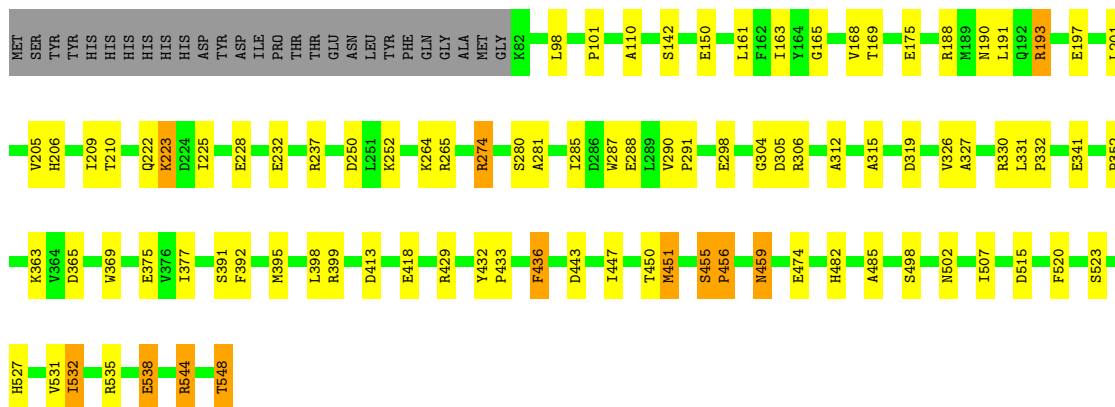 MET SER TYR TYR HIS HIS HIS HIS HIS HIS ASP TYR ASP ILE PRO THR THR GLU ASN LEU TYR PHE GLN GLY ALA MET GLY K82 L98 P101 A110 S142 E150 L161 F162 I163 Y164 G165 V168 T169 E175 R188 M189 N190 L191 Q192 R193 E197
V205 H206 I209 T210 Q222 K223 D224 I225 E228 E232 R237 D250 L251 K252 K264 R265 R274 S280 A281 I285 D286 W287 E288 L289 V290 P291 E298 G304 D305 R306 A312 A315 D319 V326 A327 R330 L331 P332 E341
K363 V364 D365 W369 E375 V376 I377 S391 F392 M395 L398 R399 D413 E418 R429 Y432 P433 F436 D443 I447 T450 M451 S455 P456 N459 E474 H482 A485 S498 N502 I507 D515 F520 S523
H527 V531 I532 R535 E538 R544 T548